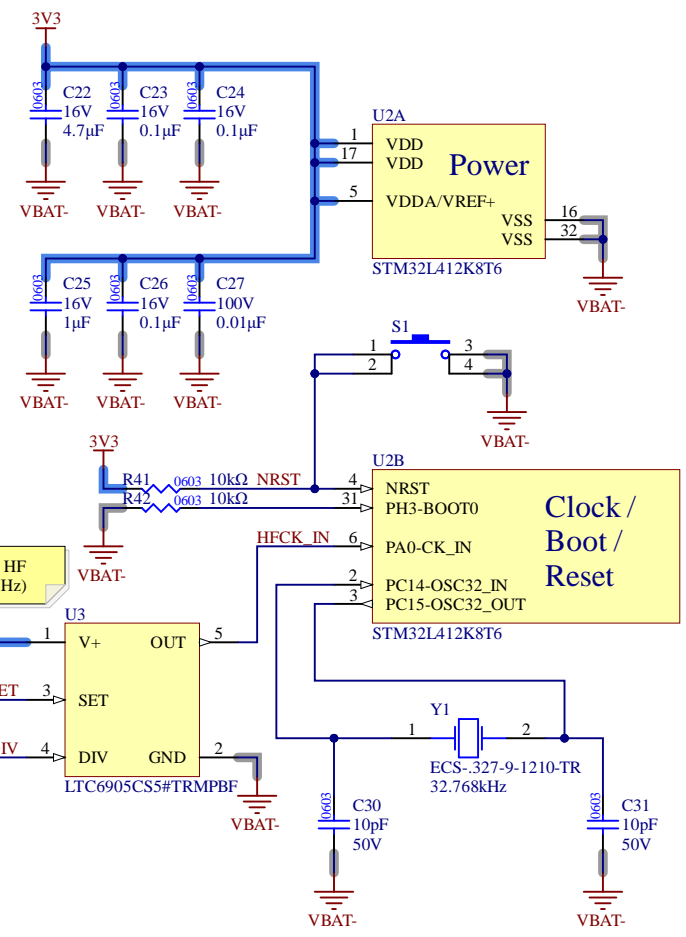 3V3
0603
C22
16V
4.7µF
0603
C23
16V
0.1µF
0603
C24
16V
0.1µF
VBAT-
VBAT-
VBAT-
U2A
1
VDD
17
VDD
5
VDDA/VREF+
Power
VSS
16
VSS
32
STM32L412K8T6
VBAT-
0603
C25
16V
1µF
0603
C26
16V
0.1µF
0603
C27
100V
0.01µF
VBAT-
VBAT-
VBAT-
S1
1
2
3
4
VBAT-
3V3
R41
0603
10kΩ
NRST
R42
0603
10kΩ
VBAT-
U2B
4
NRST
31
PH3-BOOT0
HFCK_IN
6
PA0-CK_IN
2
PC14-OSC32_IN
3
PC15-OSC32_OUT
Clock /
Boot /
Reset
STM32L412K8T6
HF
Hz)
U3
1
V+
OUT
5
ET
3
SET
IV
4
DIV
GND
2
LTC6905CS5#TRMPBF
VBAT-
Y1
1
2
ECS-.327-9-1210-TR
32.768kHz
0603
C30
10pF
50V
VBAT-
0603
C31
10pF
50V
VBAT-